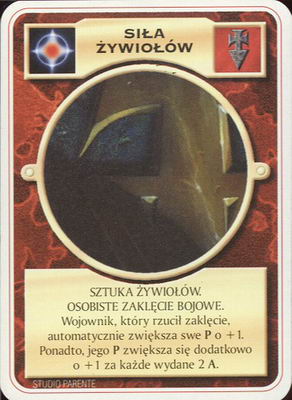 SIŁA
ŻYWIOŁÓW
SZTUKA ŻYWIOŁÓW.
OSOBISTE ZAKLĘCIE BOJOWE.
Wojownik, który rzucił zaklęcie,
automatycznie zwiększa swe P o +1.
Ponadto, jego P zwiększa się dodatkowo
o +1 za każde wydane 2 A.
STUDIO PARENTE